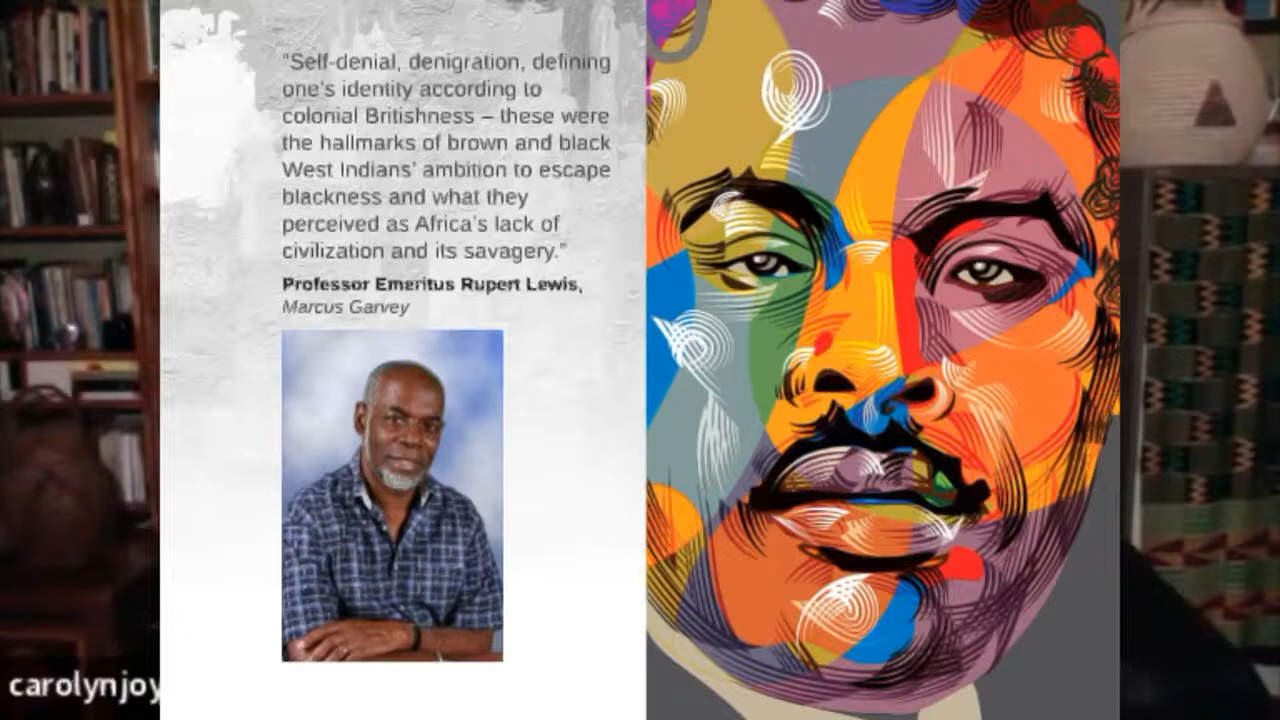 “Self-denial, denigration, defining
one’s identity according to
colonial Britishness – these were
the hallmarks of brown and black
West Indians’ ambition to escape
blackness and what they
perceived as Africa’s lack of
civilization and its savagery.”
Professor Emeritus Rupert Lewis,
Marcus Garvey
carolynjoy